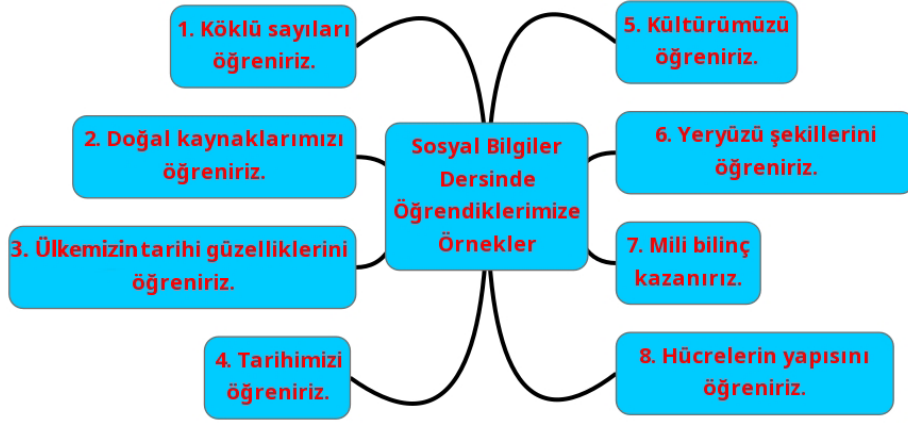 1. Köklü sayıları
öğreniriz.
2. Doğal kaynaklarımızı
öğreniriz.
3. Ülkemizin tarihi güzelliklerini
öğreniriz.
4. Tarihimizi
öğreniriz.
Sosyal Bilgiler
Dersinde
Öğrendiklerimize
Örnekler
5. Kültürümüzü
öğreniriz.
6. Yeryüzü şekillerini
öğreniriz.
7. Mili bilinç
kazanırız.
8. Hücrelerin yapısını
öğreniriz.